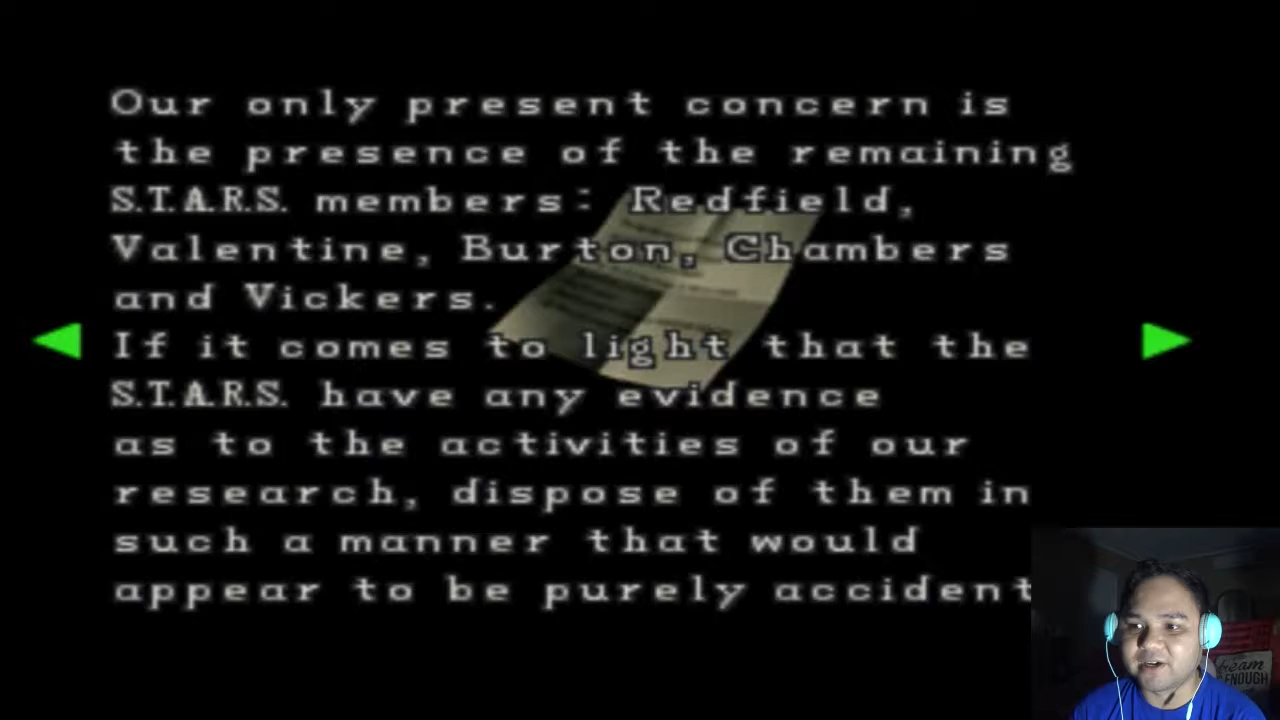 Our only present concern is
the presence of the remaining
S.T.A.R.S. members: Redfield,
Valentine, Burton, Chambers
and Vickers.
If it comes to light that the
S.T.A.R.S. have any evidence
as to the activities of our
research, dispose of them in
such a manner that would
appear to be purely accident
ENOUGH